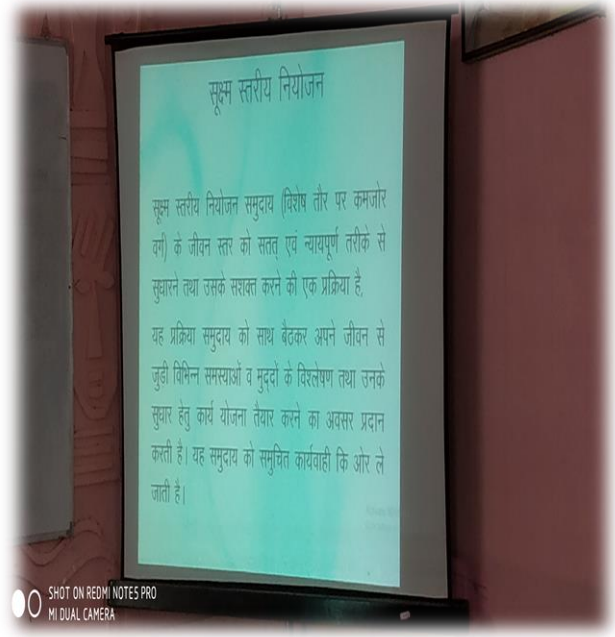 सूक्ष्म स्तरीय नियोजन
सूक्ष्म स्तरीय नियोजन समुदाय (विशेष तौर पर कमजोर
वर्ग) के जीवन स्तर को सतत् एवं न्यायपूर्ण तरीके से
सुधारने तथा उसके सशक्त करने की एक प्रक्रिया है.
यह प्रक्रिया समुदाय को साथ बैठकर अपने जीवन से
जुडी विभिन्न समस्याओं व मुद्दों के विश्लेषण तथा उनके
सुधार हेतु कार्य योजना तैयार करने का अवसर प्रदान
करती है। यह समुदाय को समुचित कार्यवाही कि ओर ले
जाती है।
SHOT ON REDMI NOTE5 PRO
MI DUAL CAMERA